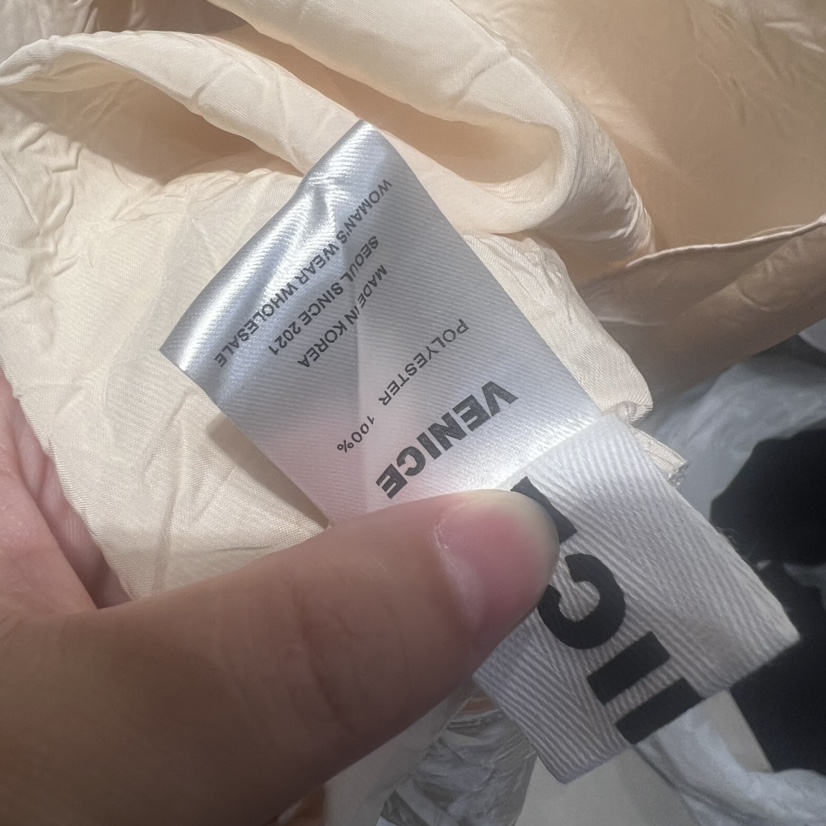 VENICE
POLYESTER 100%
MADE IN KOREA
SEOUL SINCE 2021
WOMAN'S WEAR WHOLESALE